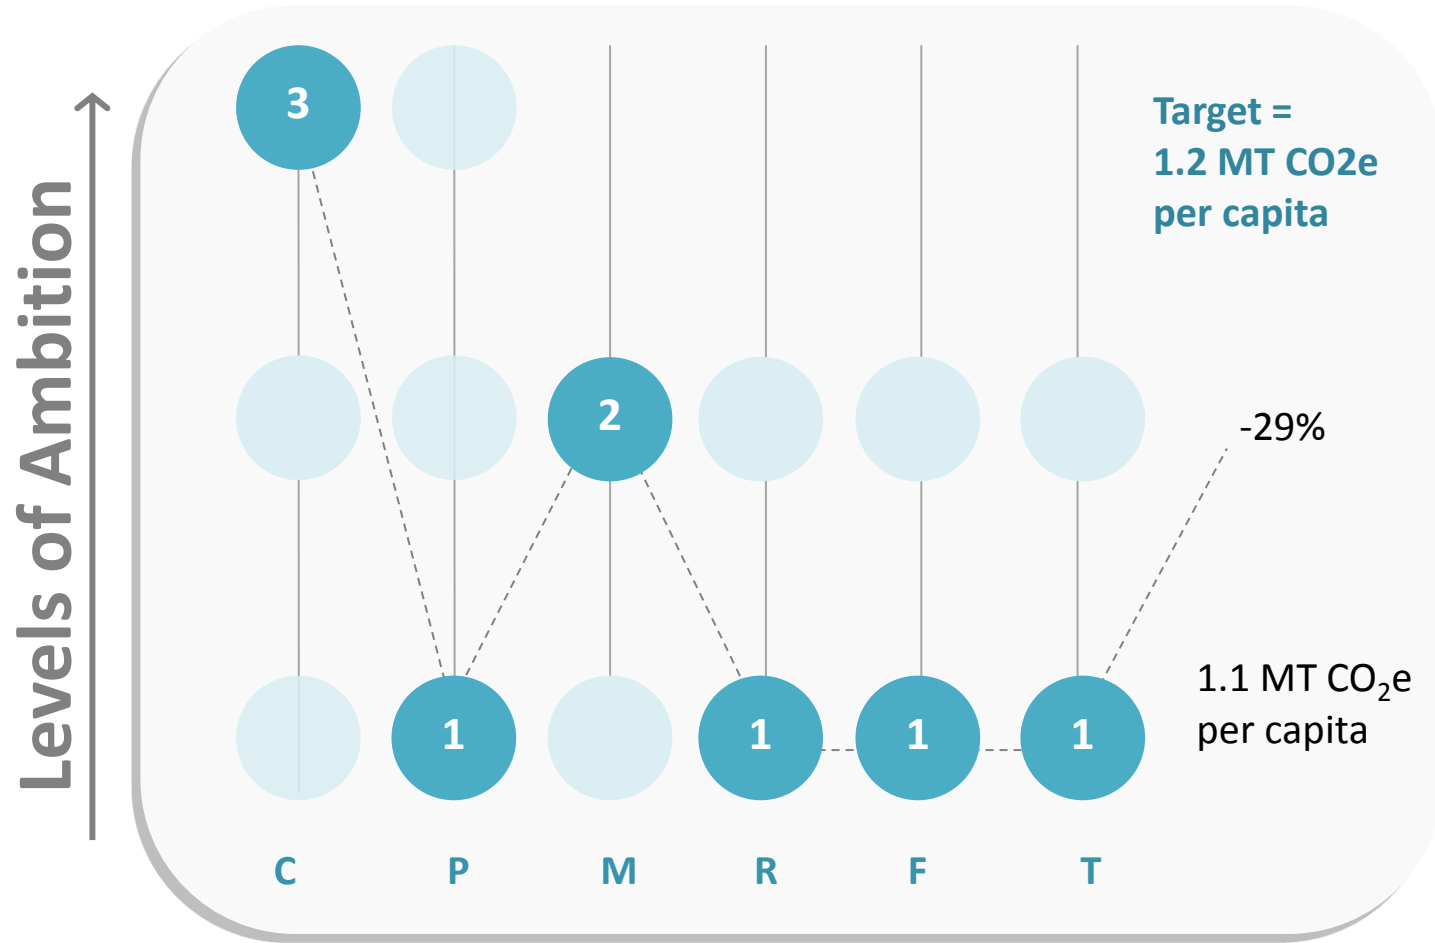 Levels of Ambition
3
Target =
1.2 MT CO2e
per capita
2
-29%
1.1 MT CO₂e
per capita
1 1 1 1
C P M R F T